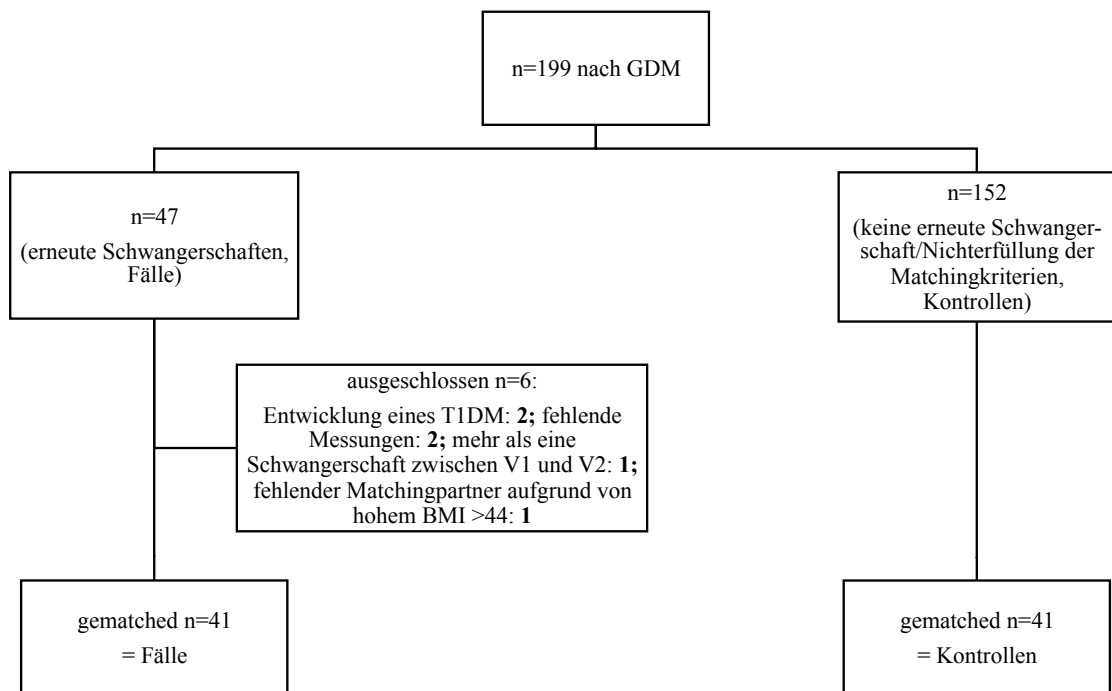 n=199 nach GDM
n=47
(erneute Schwangerschaften,
Fälle)
n=152
(keine erneute Schwanger-
schaft/Nichterfüllung der
Matchingkriterien,
Kontrollen)
ausgeschlossen n=6:
Entwicklung eines T1DM: 2; fehlende
Messungen: 2; mehr als eine
Schwangerschaft zwischen V1 und V2: 1;
fehlender Matchingpartner aufgrund von
hohem BMI >44: 1
gematched n=41
= Fälle
gematched n=41
= Kontrollen